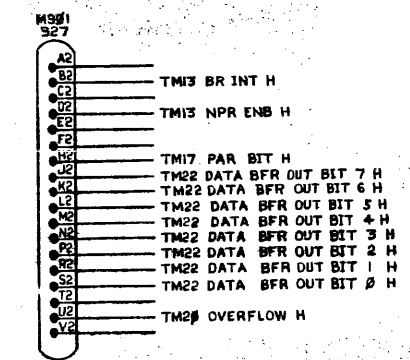 M901
B27
A2
B2 TM13 BR INT H
C2
D2 TM13 NPR ENB H
E2
F2
H2 TM17. PAR BIT H
J2 TM22 DATA BFR OUT BIT 7 H
K2 TM22 DATA BFR OUT BIT 6 H
L2 TM22 DATA BFR OUT BIT 5 H
M2 TM22 DATA BFR OUT BIT 4 H
N2 TM22 DATA BFR OUT BIT 3 H
P2 TM22 DATA BFR OUT BIT 2 H
R2 TM22 DATA BFR OUT BIT 1 H
S2 TM22 DATA BFR OUT BIT Ø H
T2
U2 TM2Ø OVERFLOW H
V2